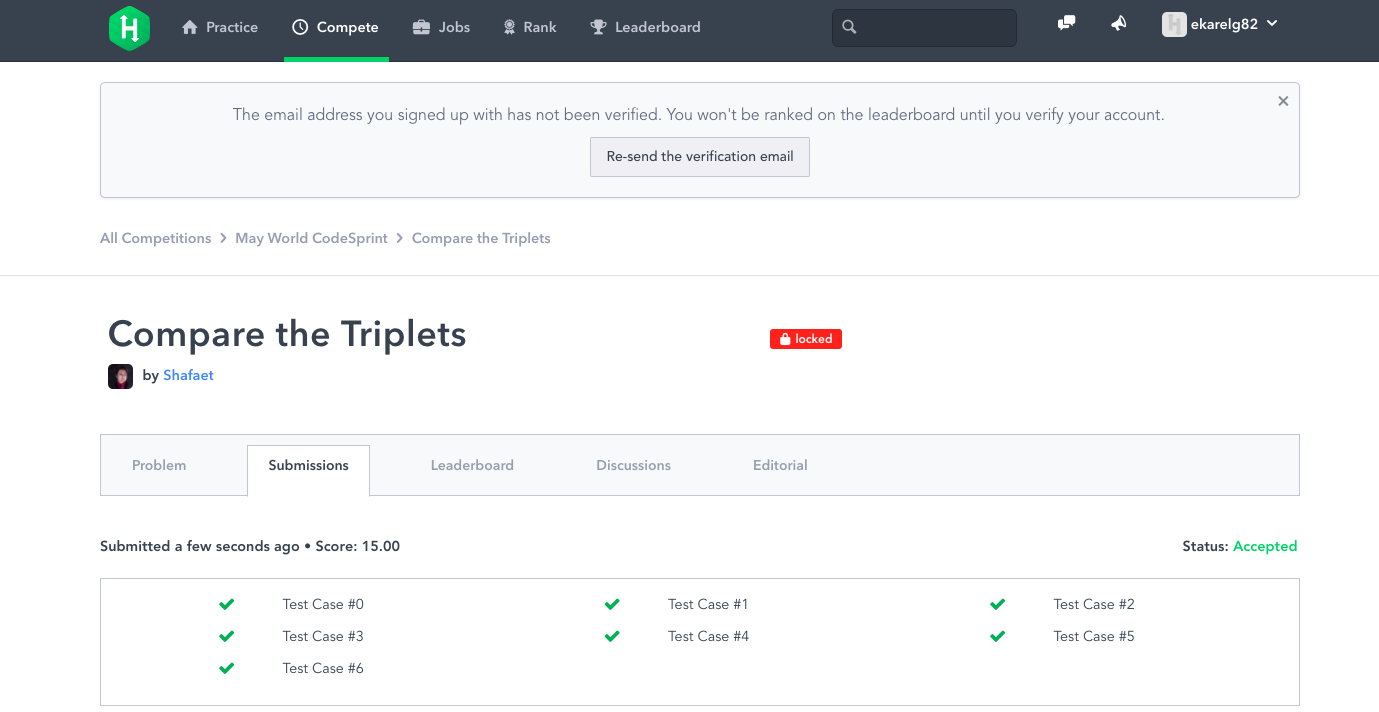 H Practice Compete Jobs Rank Leaderboard ekarelg82
The email address you signed up with has not been verified. You won't be ranked on the leaderboard until you verify your account.
Re-send the verification email
All Competitions > May World CodeSprint > Compare the Triplets
Compare the Triplets locked
by Shafaet
Problem Submissions Leaderboard Discussions Editorial
Submitted a few seconds ago • Score: 15.00 Status: Accepted
Test Case #0 Test Case #1 Test Case #2
Test Case #3 Test Case #4 Test Case #5
Test Case #6